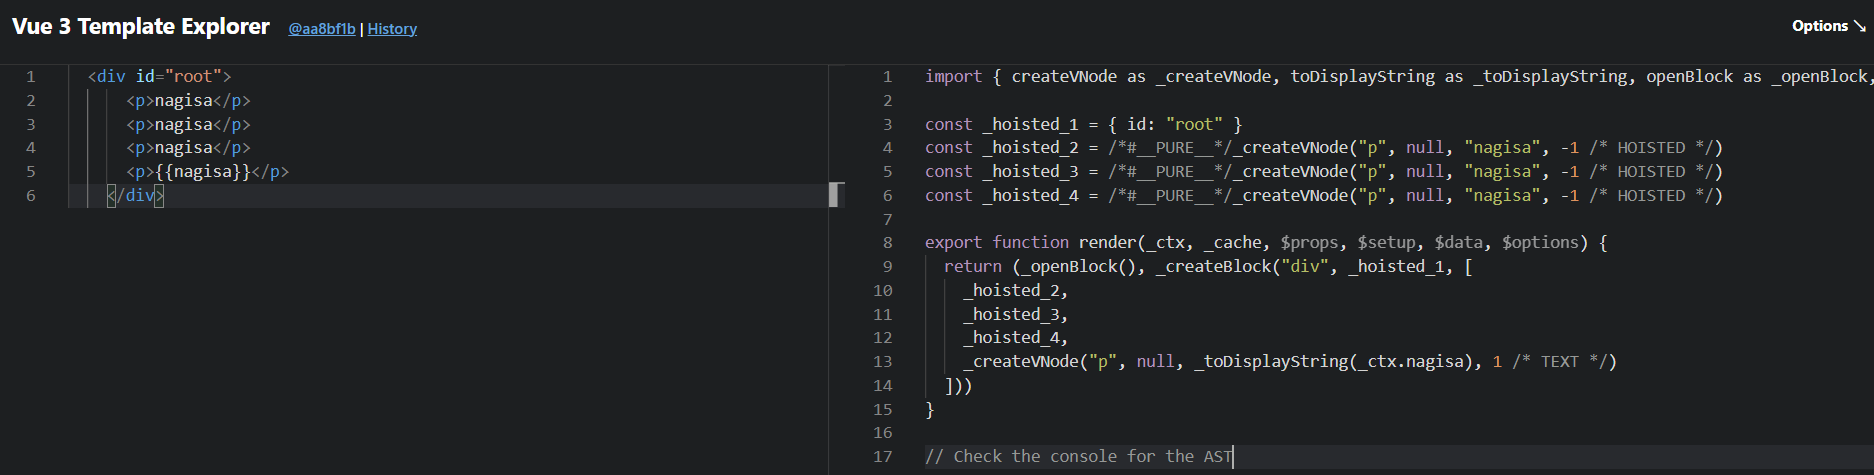 Vue 3 Template Explorer @aa8bf1b | History
Options ↘
1 <div id="root">
2 <p>nagisa</p>
3 <p>nagisa</p>
4 <p>nagisa</p>
5 <p>{{nagisa}}</p>
6 </div>
1 import { createVNode as _createVNode, toDisplayString as _toDisplayString, openBlock as _openBlock,
2
3 const _hoisted_1 = { id: "root" }
4 const _hoisted_2 = /*#__PURE__*/_createVNode("p", null, "nagisa", -1 /* HOISTED */)
5 const _hoisted_3 = /*#__PURE__*/_createVNode("p", null, "nagisa", -1 /* HOISTED */)
6 const _hoisted_4 = /*#__PURE__*/_createVNode("p", null, "nagisa", -1 /* HOISTED */)
7
8 export function render(_ctx, _cache, $props, $setup, $data, $options) {
9 return (_openBlock(), _createBlock("div", _hoisted_1, [
10 _hoisted_2,
11 _hoisted_3,
12 _hoisted_4,
13 _createVNode("p", null, _toDisplayString(_ctx.nagisa), 1 /* TEXT */)
14 ]))
15 }
16
17 // Check the console for the AST